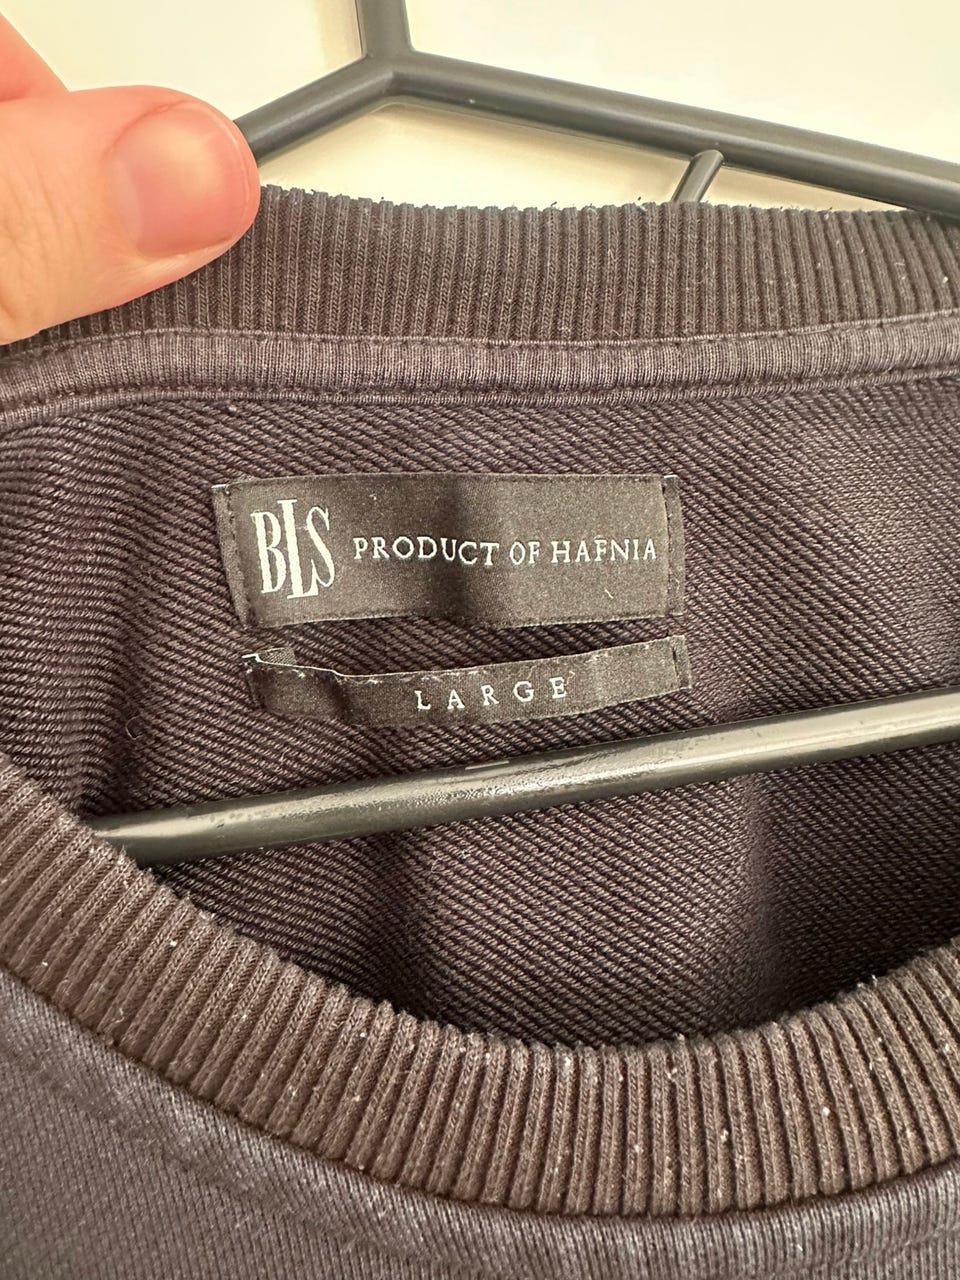 BLS PRODUCT OF HAFNIA
LARGE